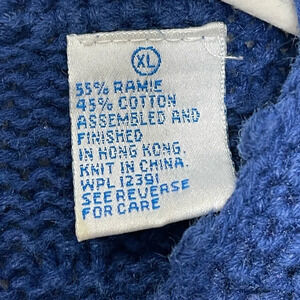 XL
55% RAMIE
45% COTTON
ASSEMBLED AND
FINISHED
IN HONG KONG.
KNIT IN CHINA.
WPL 12391
SEE REVERSE
FOR CARE